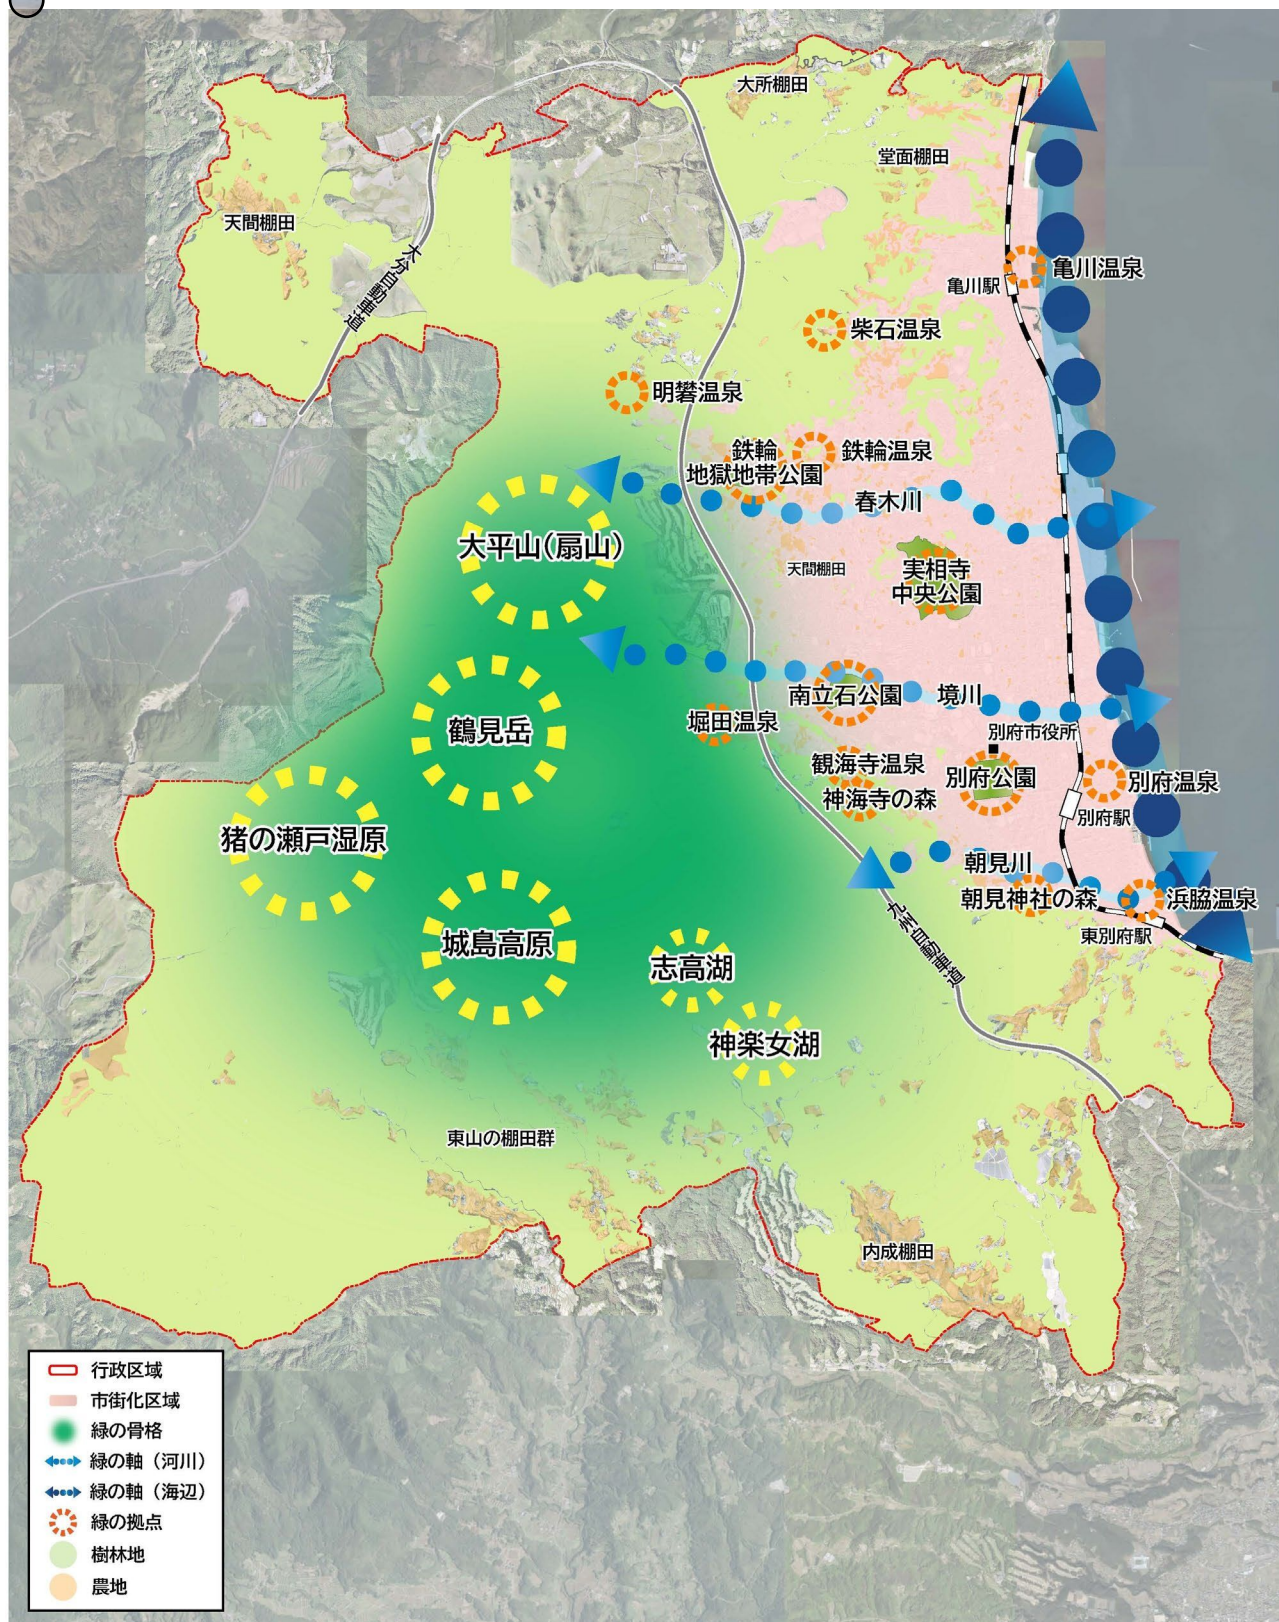 大所棚田
堂面棚田
天間棚田
大分自動車道
亀川温泉
亀川駅
柴石温泉
明礬温泉
鉄輪
地獄地帯公園
鉄輪温泉
春木川
大平山(扇山)
天間棚田
実相寺
中央公園
南立石公園
境川
堀田温泉
鶴見岳
別府市役所
観海寺温泉
別府公園
別府温泉
神海寺の森
別府駅
猪の瀬戸湿原
朝見川
朝見神社の森
浜脇温泉
東別府駅
九州自動車道
城島高原
志高湖
神楽女湖
東山の棚田群
内成棚田
行政区域
市街化区域
緑の骨格
緑の軸（河川）
緑の軸（海辺）
緑の拠点
樹林地
農地